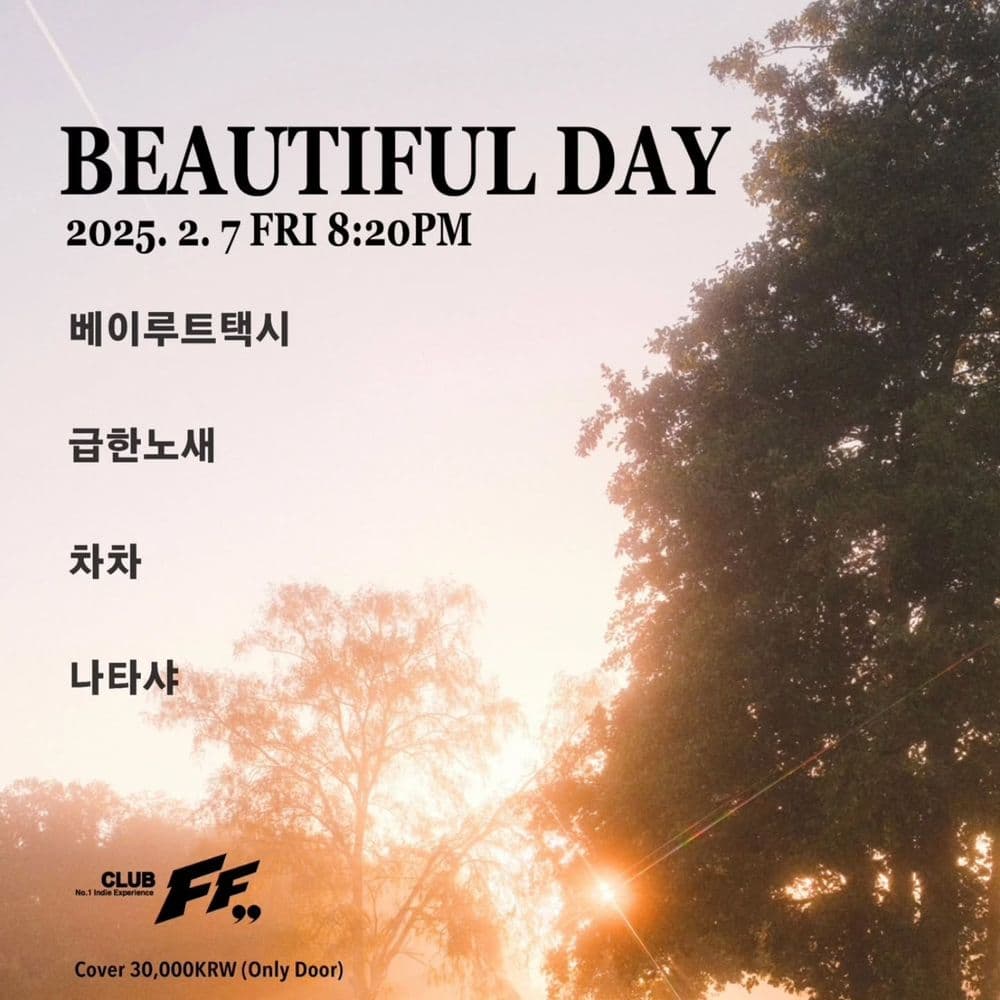 BEAUTIFUL DAY
2025. 2. 7 FRI 8:20PM
베이루트택시
급한노새
차차
나타샤
CLUB
No.1 Indie Experience
FF,,
Cover 30,000KRW (Only Door)